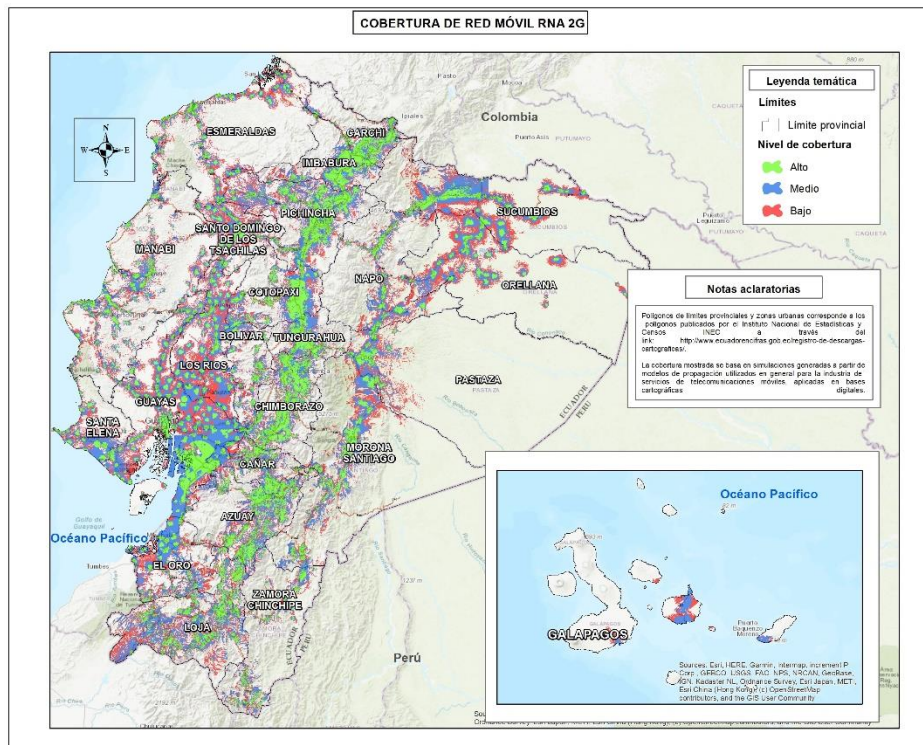 COBERTURA DE RED MÓVIL RNA 2G
Leyenda temática
Límites
Límite provincial
Nivel de cobertura
Alto
Medio
Bajo
N
W
E
S
Colombia
ESMERALDAS
CARCHI
IMBABURA
PICHINCHA
SUCUMBIOS
SANTO DOMINGO
DE LOS
TSACHILAS
MANABI
NAPO
ORELLANA
COTOPAXI
BOLIVAR
TUNGURAHUA
LOS RIOS
PASTAZA
GUAYAS
CHIMBORAZO
SANTA
ELENA
MORONA
SANTIAGO
CAÑAR
AZUAY
Océano Pacífico
EL ORO
ZAMORA
CHINCHIPE
LOJA
ECUADOR
PERU
Perú
Notas aclaratorias
Polígonos de límites provinciales y zonas urbanas corresponde a los
polígonos publicados por el Instituto Nacional de Estadísticas y
Censos INEC a través del
link: http://www.ecuadorencifras.gob.ec/registro-de-descargas-
cartograficas/.
La cobertura mostrada se basa en simulaciones generadas a partir de
modelos de propagación utilizados en general para la industria de
servicios de telecomunicaciones móviles, aplicadas en bases
cartográficas digitales.
Océano Pacífico
GALAPAGOS
Puerto
Baquerizo
Moreno
Sources: Esri, HERE, Garmin, Intermap, increment P
Corp., GEBCO, USGS, FAO, NPS, NRCAN, GeoBase,
IGN, Kadaster NL, Ordnance Survey, Esri Japan, METI,
Esri China (Hong Kong), (c) OpenStreetMap
contributors, and the GIS User Community